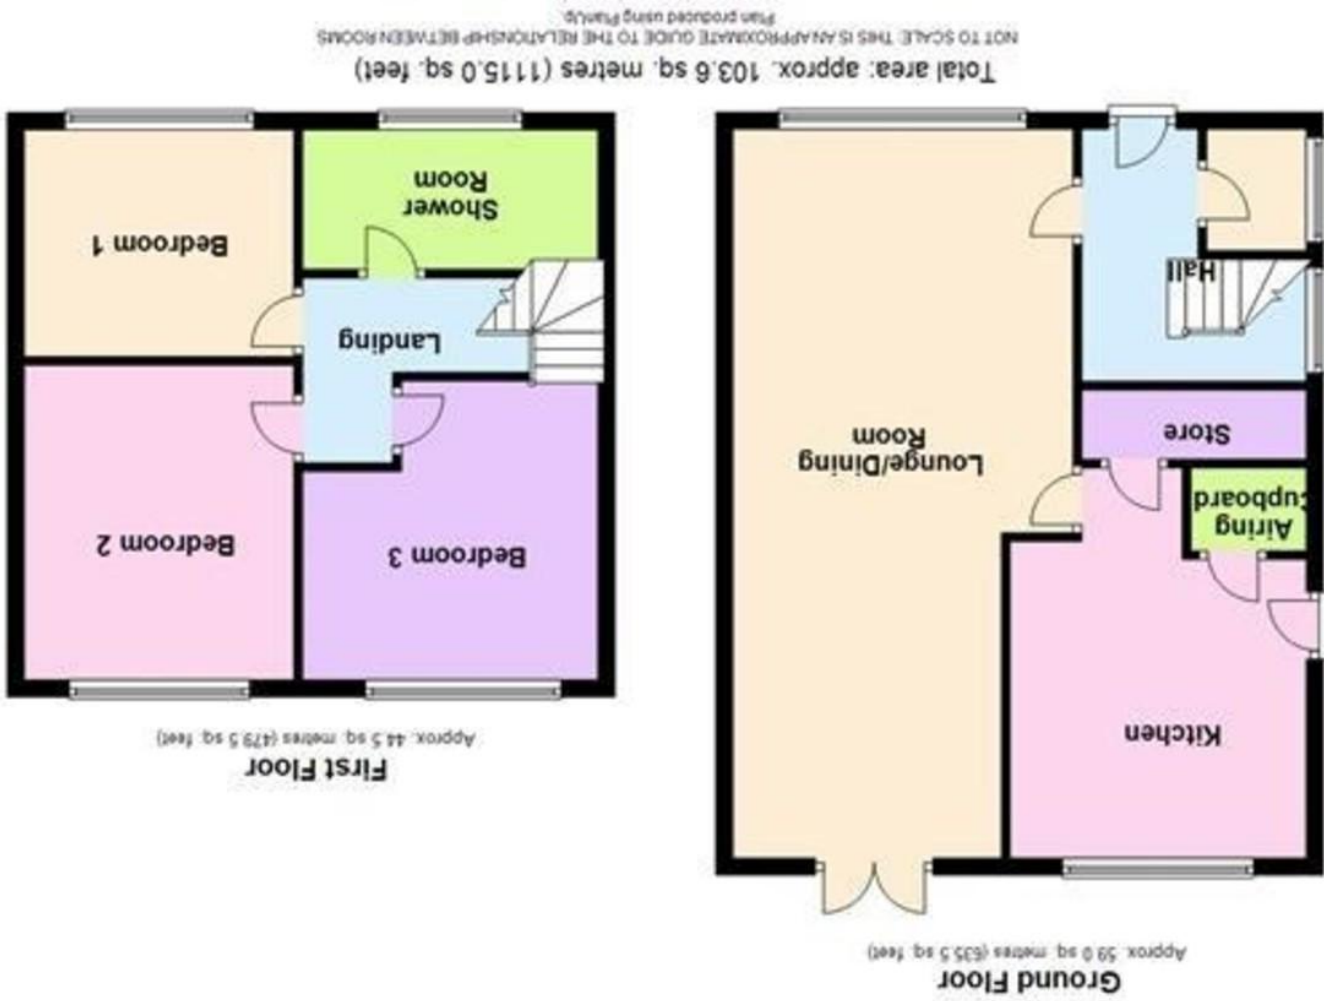 Ground Floor
Approx. 59.0 sq. metres (635.5 sq. feet)
Kitchen
Airing
Cupboard
Lounge/Dining
Room
Store
Hall
First Floor
Approx. 44.5 sq. metres (479.5 sq. feet)
Bedroom 3
Bedroom 2
Landing
Bedroom 1
Shower
Room
Total area: approx. 103.6 sq. metres (1115.0 sq. feet)
NOT TO SCALE: THIS IS AN APPROXIMATE GUIDE TO THE RELATIONSHIP BETWEEN ROOMS
Plan produced using PlanUp.